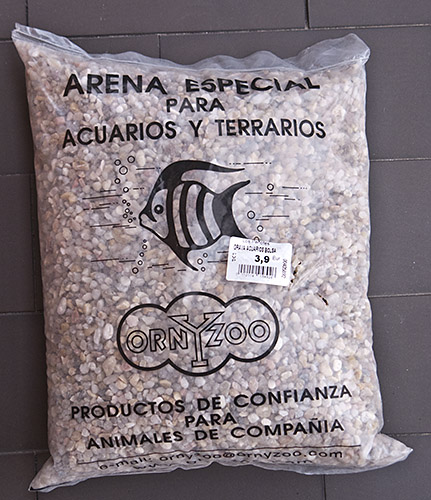 ARENA ESPECIAL
PARA
ACUARIOS Y TERRARIOS
3,9
ORNYZOO
PRODUCTOS DE CONFIANZA
PARA
ANIMALES DE COMPAÑIA